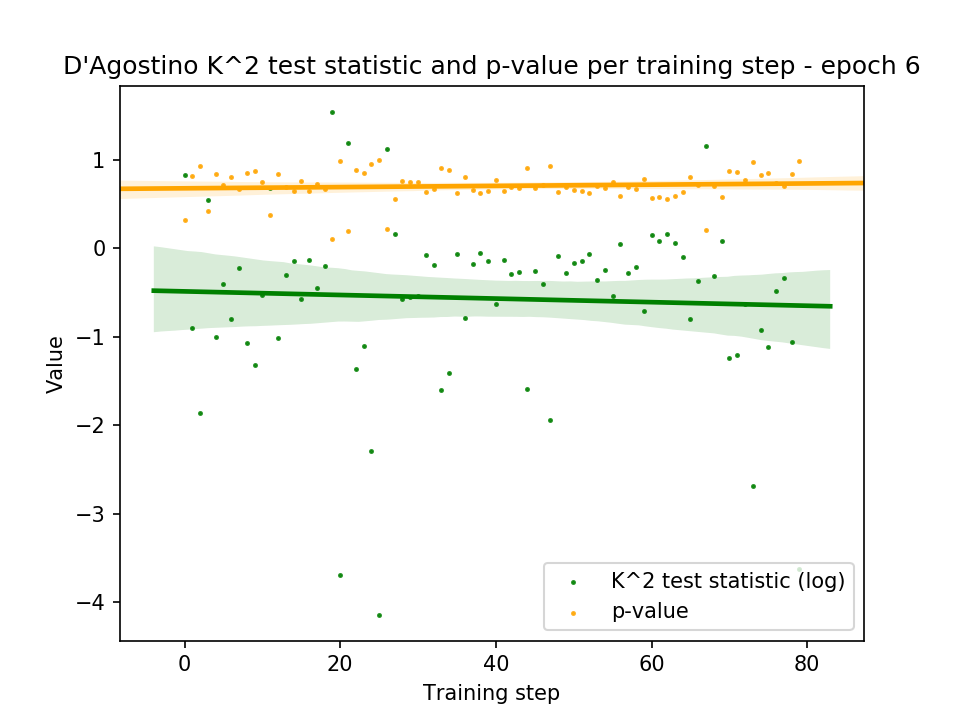 D'Agostino K^2 test statistic and p-value per training step - epoch 6
Value
1
0
−1
−2
−3
−4
K^2 test statistic (log)
p-value
0 20 40 60 80
Training step